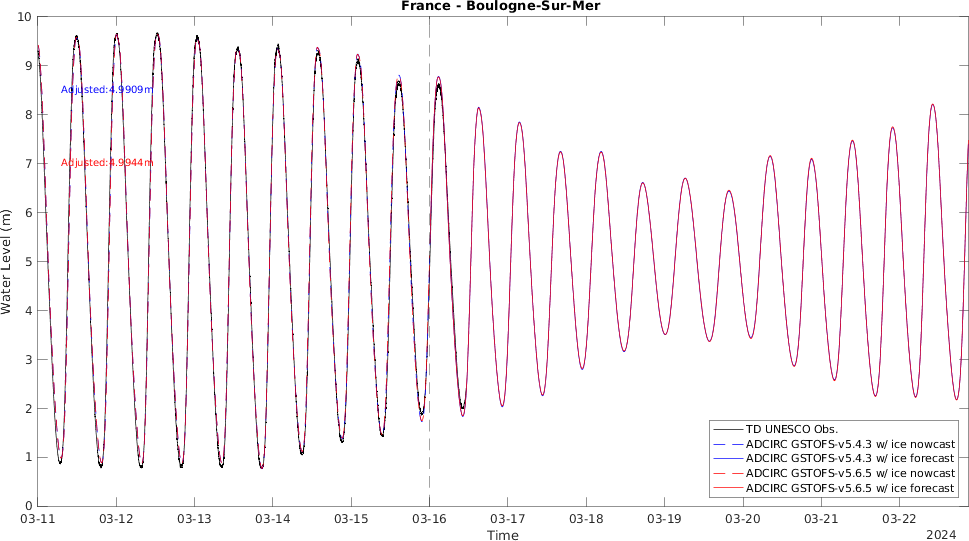 France - Boulogne-Sur-Mer
10
9
8
7
6
5
4
3
2
1
0
Water Level (m)
Adjusted:4.9909m
Adjusted:4.9944m
TD UNESCO Obs.
ADCIRC GSTOFS-v5.4.3 w/ ice nowcast
ADCIRC GSTOFS-v5.4.3 w/ ice forecast
ADCIRC GSTOFS-v5.6.5 w/ ice nowcast
ADCIRC GSTOFS-v5.6.5 w/ ice forecast
03-11 03-12 03-13 03-14 03-15 03-16 03-17 03-18 03-19 03-20 03-21 03-22
Time
2024